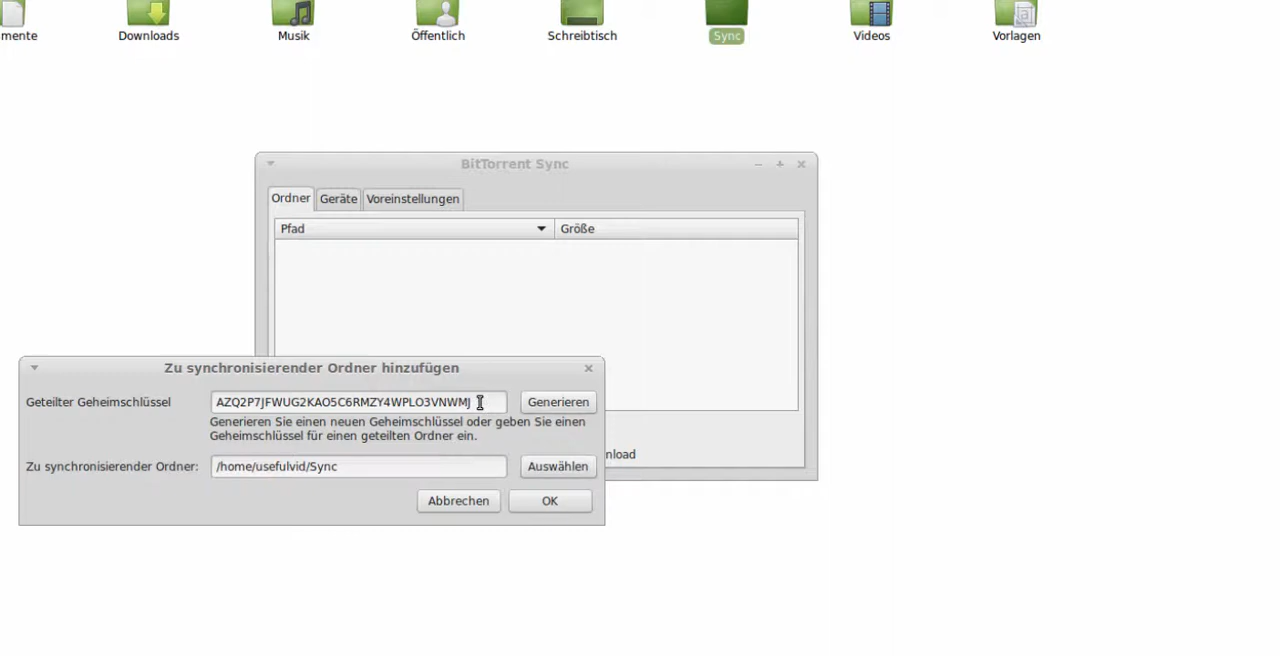 mente Downloads Musik Öffentlich Schreibtisch Sync Videos Vorlagen
BitTorrent Sync
Ordner Geräte Voreinstellungen
Pfad Größe
Zu synchronisierender Ordner hinzufügen
Geteilter Geheimschlüssel AZQ2P7JFWUG2KAO5C6RMZY4WPLO3VNWMJ Generieren
Generieren Sie einen neuen Geheimschlüssel oder geben Sie einen
Geheimschlüssel für einen geteilten Ordner ein.
nload
Zu synchronisierender Ordner: /home/usefulvid/Sync Auswählen
Abbrechen OK